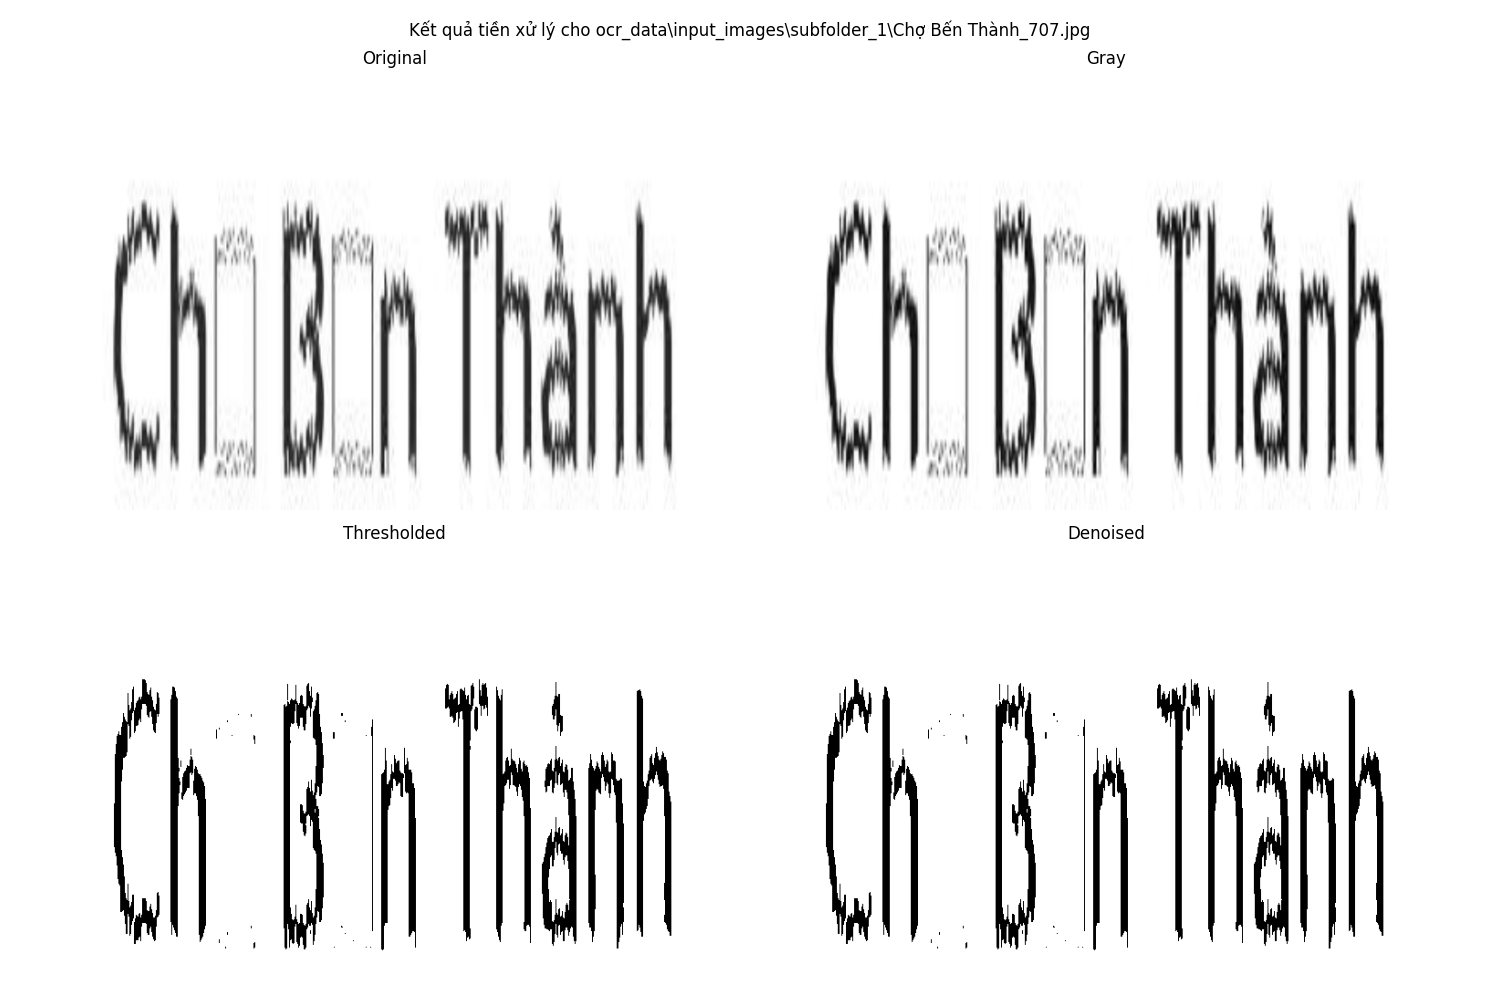 Kết quả tiền xử lý cho ocr_data\input_images\subfolder_1\Chợ Bến Thành_707.jpg
Original
Gray
Ch□ B□n Thành
Ch□ B□n Thành
Thresholded
Denoised
Ch B n Thành
Ch B n Thành